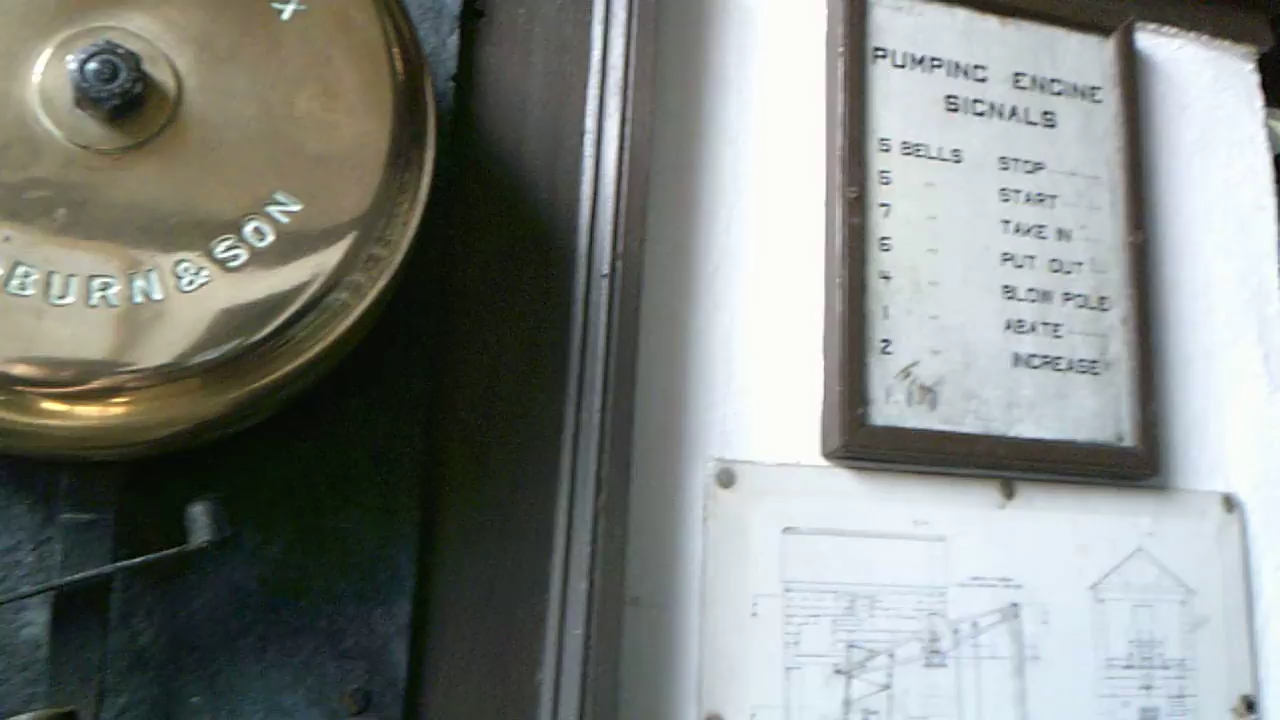 X
BURN & SON
PUMPING ENGINE
SIGNALS
5 BELLS STOP
5 " START
7 " TAKE IN
6 " PUT OUT
4 " BLOW POLE
1 " ABATE
2 " INCREASE